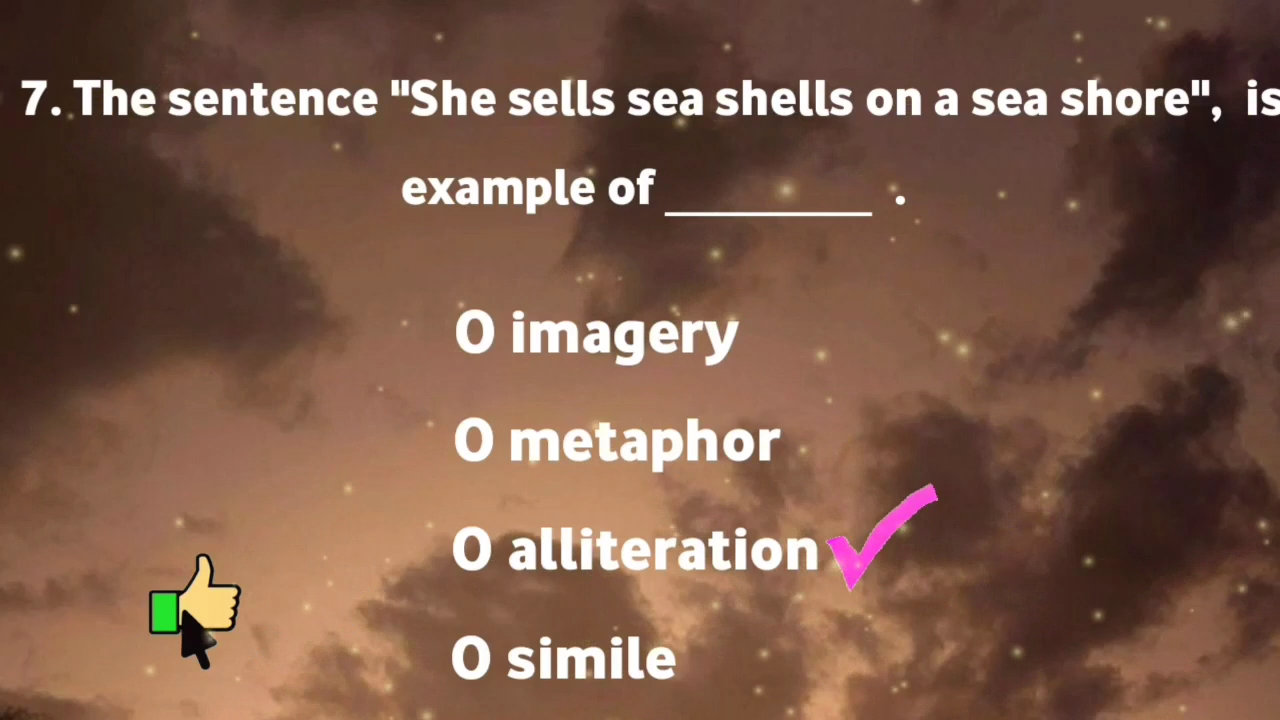 7. The sentence "She sells sea shells on a sea shore", is
example of ________ .
O imagery
O metaphor
O alliteration
O simile